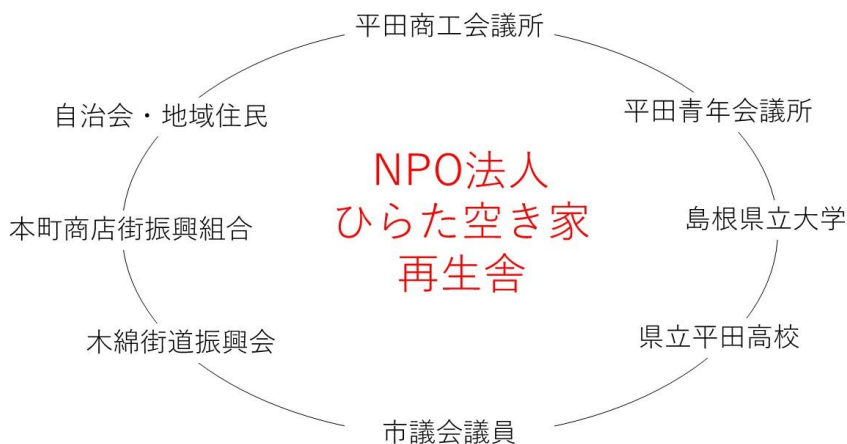 平田商工会議所
自治会・地域住民
平田青年会議所
NPO法人
ひらた空き家
再生舎
本町商店街振興組合
島根県立大学
木綿街道振興会
県立平田高校
市議会議員